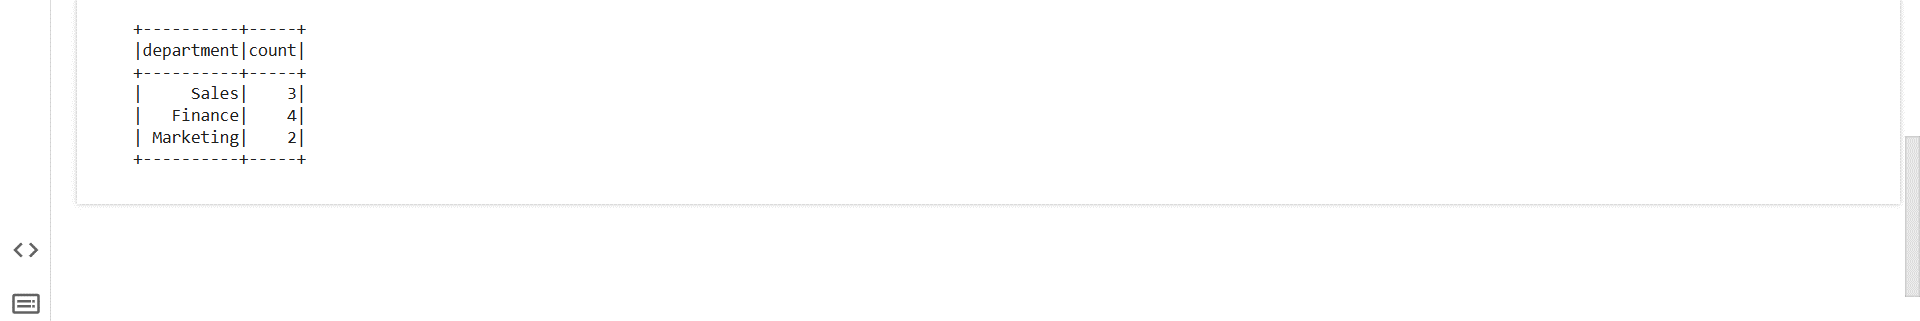 +----------+-----+
|department|count|
+----------+-----+
|     Sales|    3|
|   Finance|    4|
| Marketing|    2|
+----------+-----+